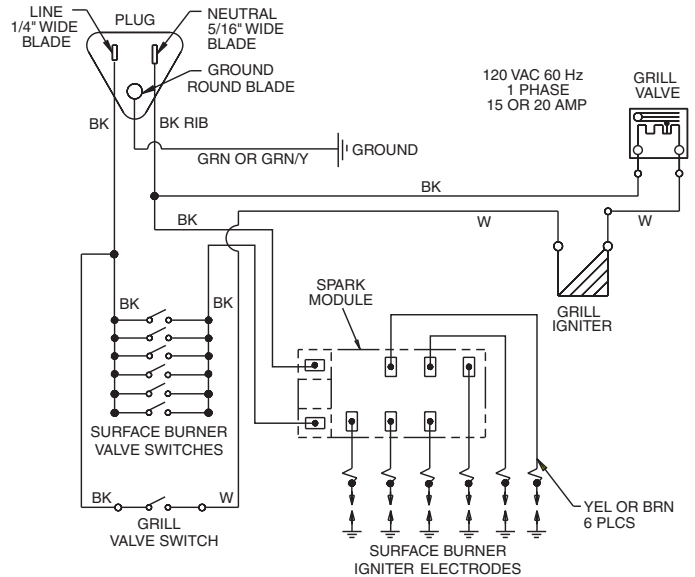 LINE
1/4" WIDE
BLADE
PLUG
NEUTRAL
5/16" WIDE
BLADE
GROUND
ROUND BLADE
120 VAC 60 Hz
1 PHASE
15 OR 20 AMP
GRILL
VALVE
BK
BK RIB
GRN OR GRN/Y
GROUND
BK
BK
W
W
GRILL
IGNITER
SPARK
MODULE
BK
BK
SURFACE BURNER
VALVE SWITCHES
BK
W
GRILL
VALVE SWITCH
YEL OR BRN
6 PLCS
SURFACE BURNER
IGNITER ELECTRODES